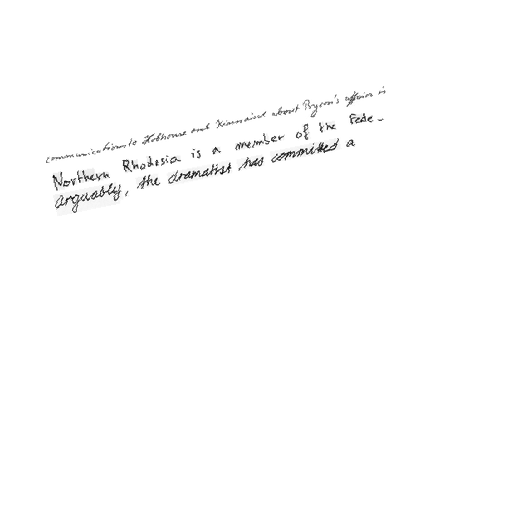 communications to Hobhouse and Kinnaird about Byron's affairs is
Northern Rhodesia is a member of the Fede-
arguably, the dramatist has committed a